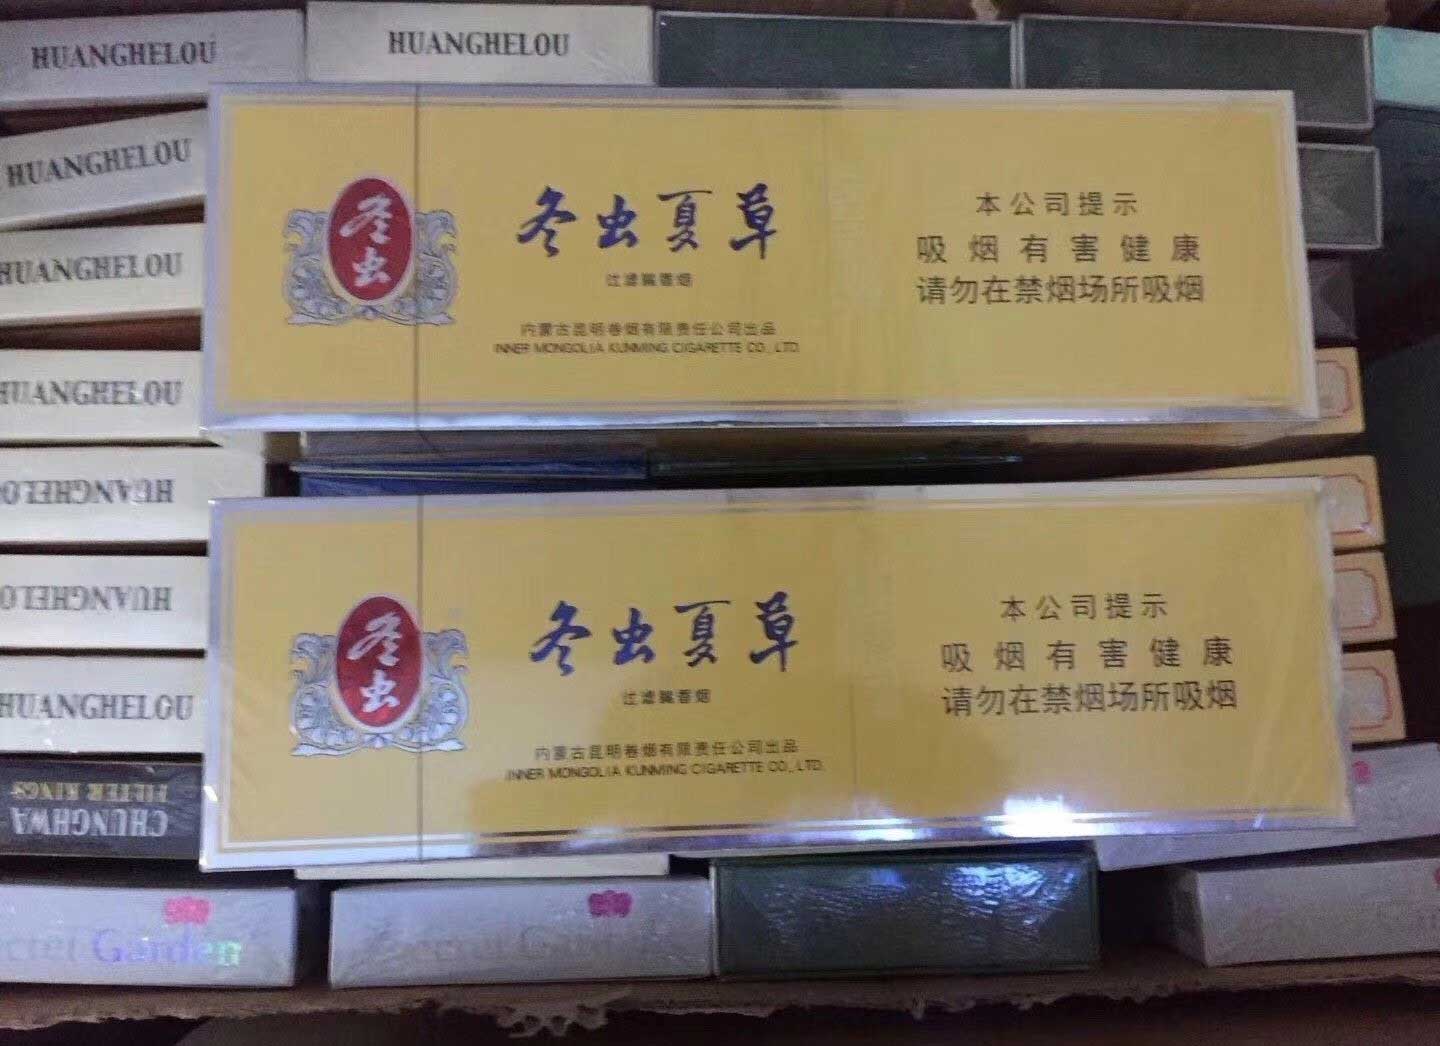 HUANGHELOU
HUANGHELOU
HUANGHELOU
HUANGHELOU
HUANGHELOU
HUANGHELOU
HUANGHELOU
HUANGHELOU
CHUNGHWA
FILTER KINGS
冬虫
冬虫夏草
过滤嘴香烟
内蒙古昆明卷烟有限责任公司出品
INNER MONGOLIA KUNMING CIGARETTE CO., LTD.
本公司提示
吸烟有害健康
请勿在禁烟场所吸烟
冬虫
冬虫夏草
过滤嘴香烟
内蒙古昆明卷烟有限责任公司出品
INNER MONGOLIA KUNMING CIGARETTE CO., LTD.
本公司提示
吸烟有害健康
请勿在禁烟场所吸烟
Secret Garden
Secret Garden